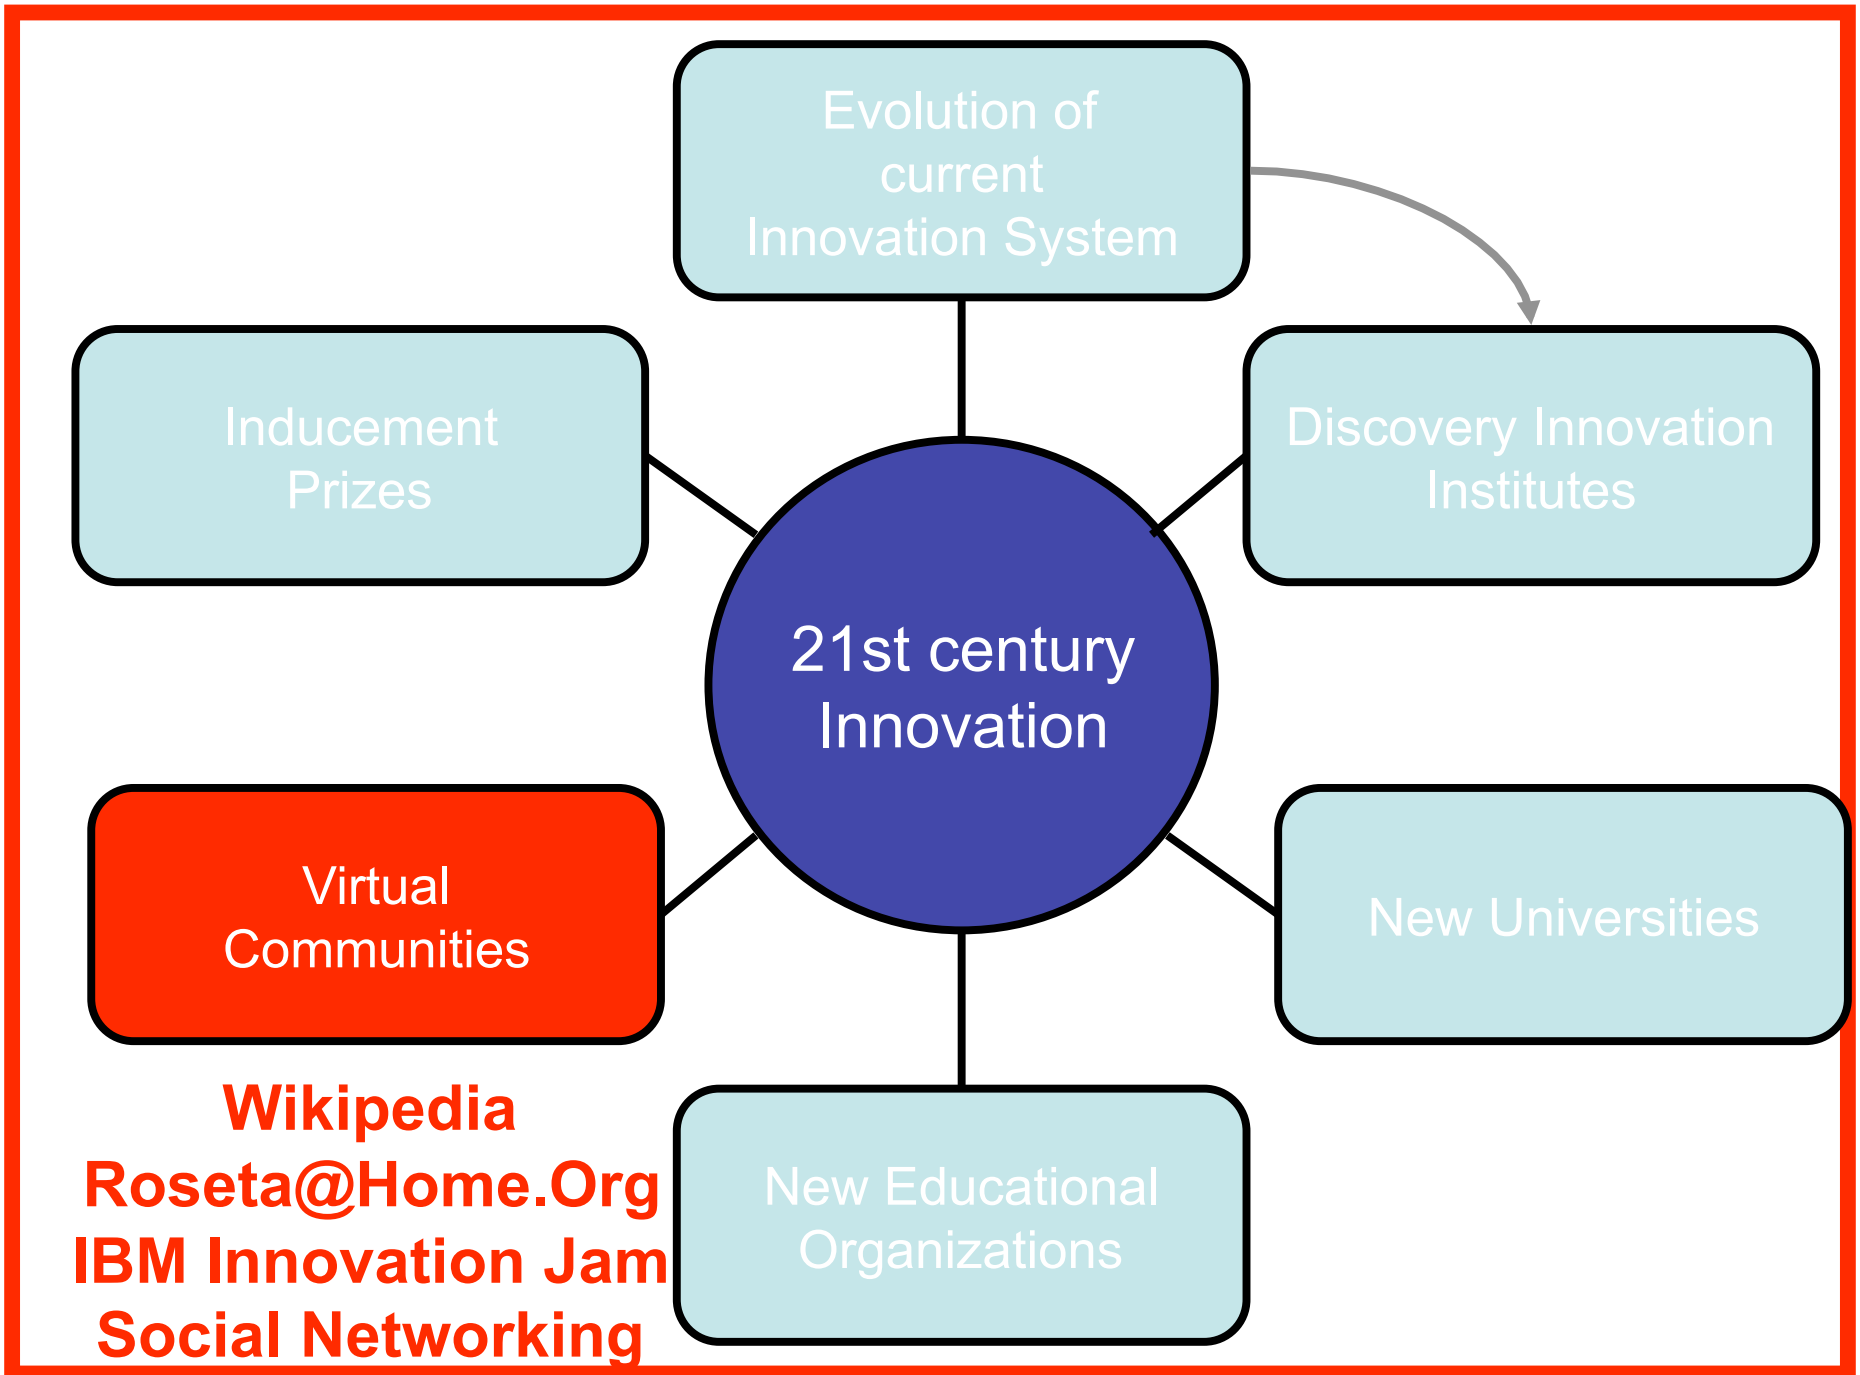 Evolution of
current
Innovation System
Inducement
Prizes
Discovery Innovation
Institutes
21st century
Innovation
Virtual
Communities
New Universities
Wikipedia
Roseta@Home.Org
IBM Innovation Jam
Social Networking
New Educational
Organizations